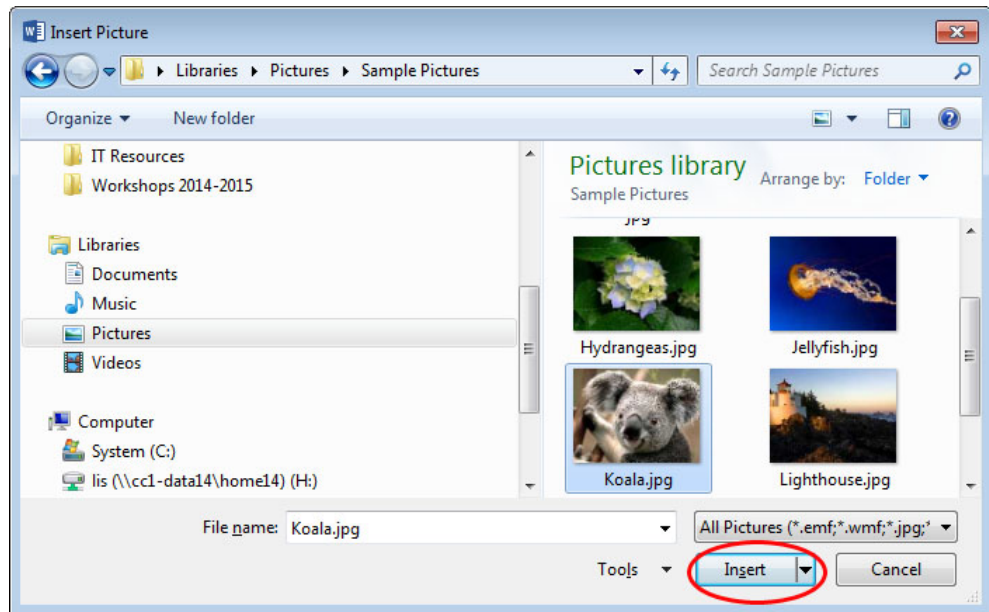 Insert Picture
Libraries Pictures Sample Pictures
Search Sample Pictures
Organize
New folder
IT Resources
Workshops 2014-2015
Libraries
Documents
Music
Pictures
Videos
Computer
System (C:)
lis (\\cc1-data14\home14) (H:)
Pictures library
Sample Pictures
Arrange by: Folder
jpg
Hydrangeas.jpg
Jellyfish.jpg
Koala.jpg
Lighthouse.jpg
File name: Koala.jpg
All Pictures (*.emf;*.wmf;*.jpg;*
Tools
Insert
Cancel